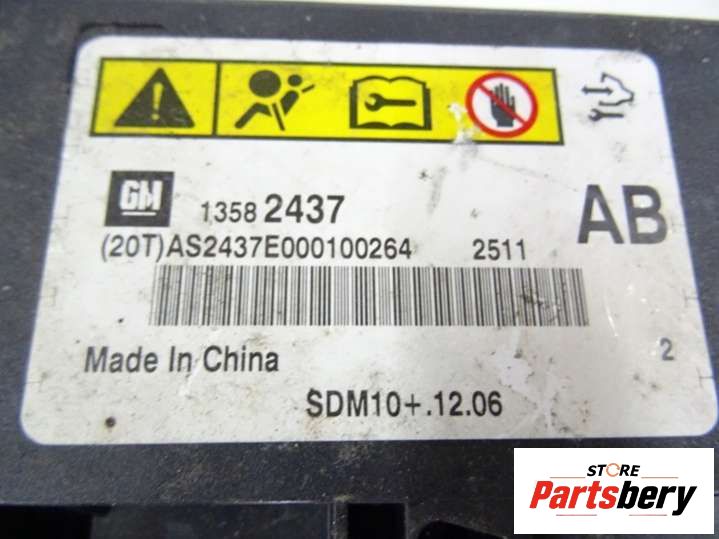 GM 1358 2437
AB
(20T)AS2437E000100264 2511
Made In China
2
SDM10+.12.06
STORE
Partsbery